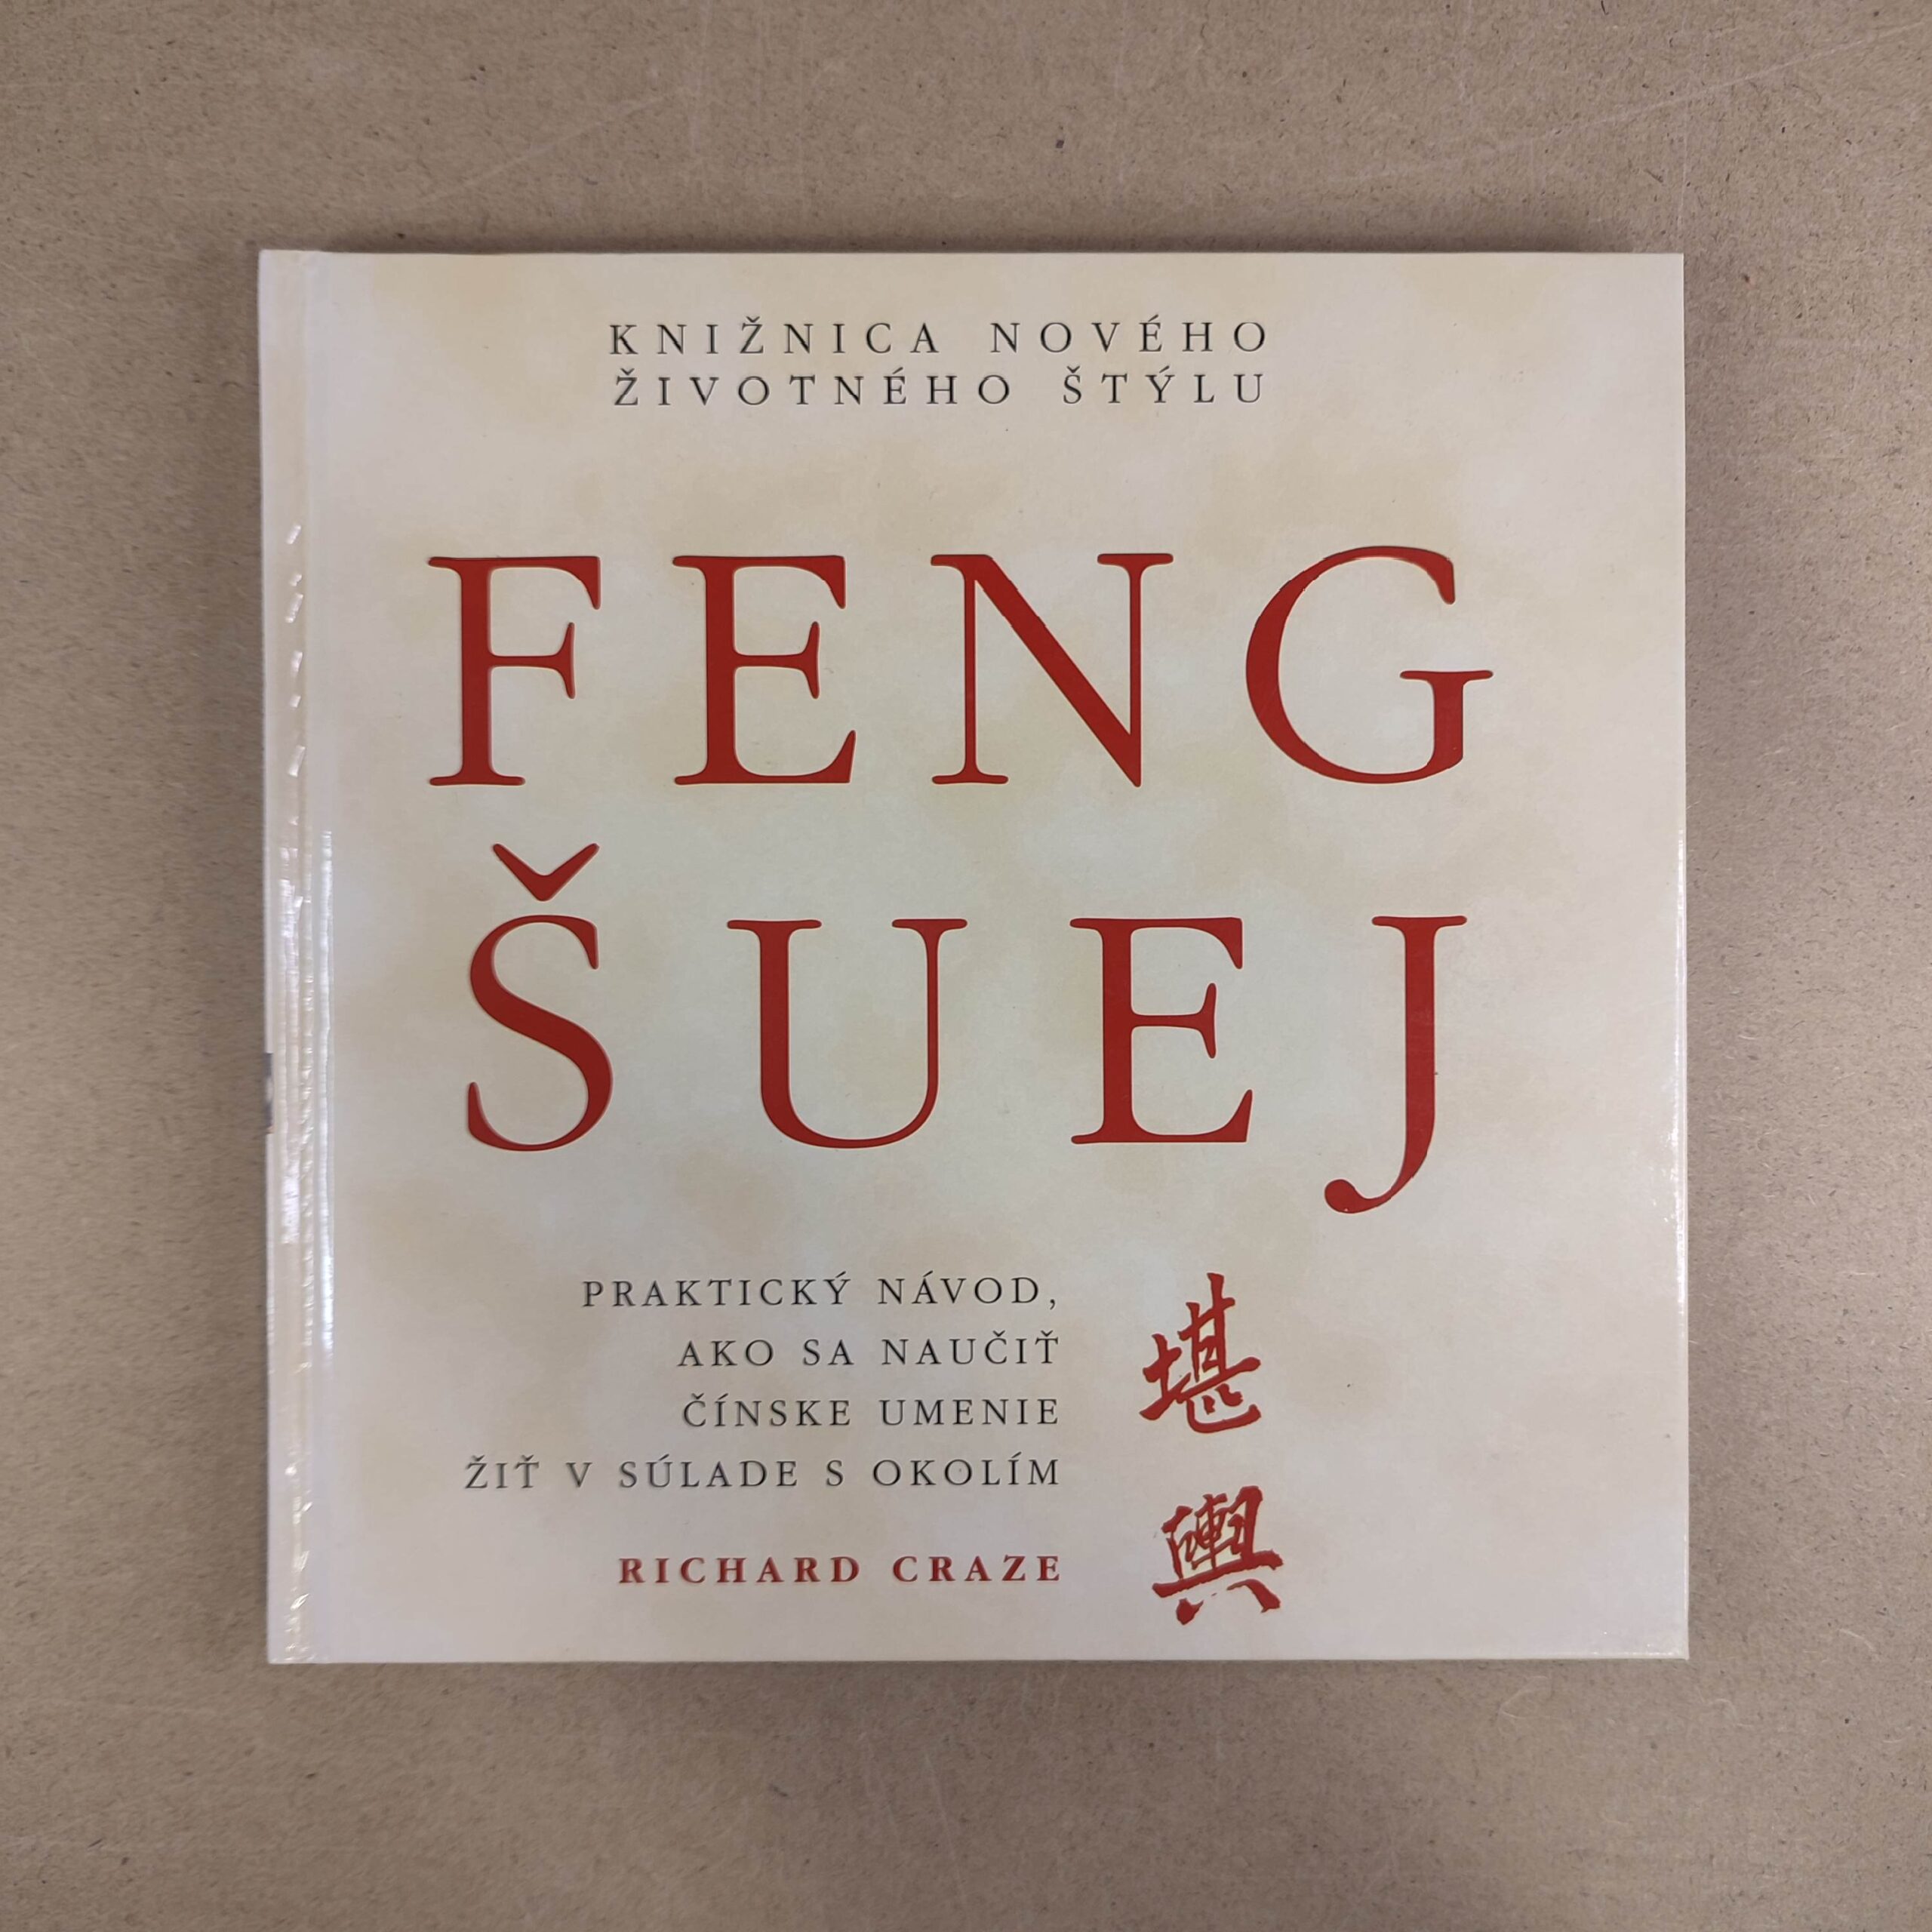 KNIŽNICA NOVÉHO
ŽIVOTNÉHO ŠTÝLU
FENG
ŠUEJ
PRAKTICKÝ NÁVOD,
AKO SA NAUČIŤ
ČÍNSKE UMENIE
ŽIŤ V SÚLADE S OKOLÍM
RICHARD CRAZE
堪
輿